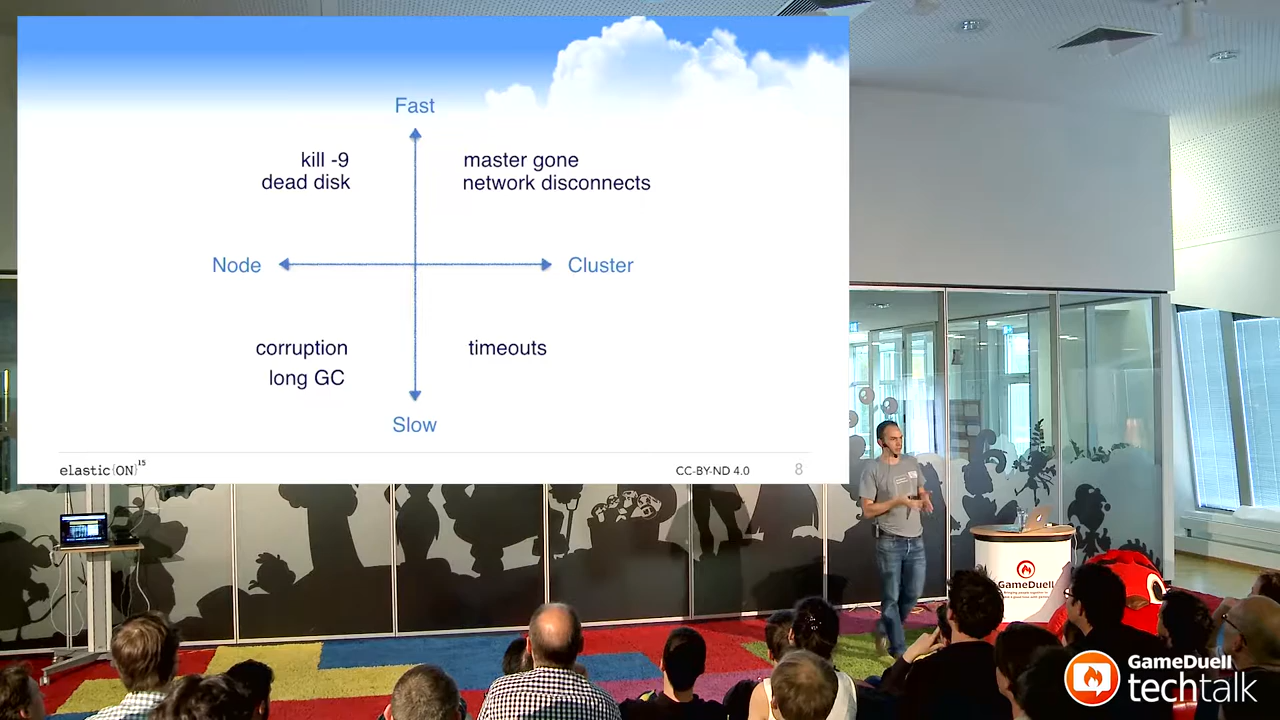 Fast
kill -9
dead disk
master gone
network disconnects
Node
Cluster
corruption
long GC
timeouts
Slow
elastic{ON}15
CC-BY-ND 4.0
8
GameDuell
GameDuell
techtalk